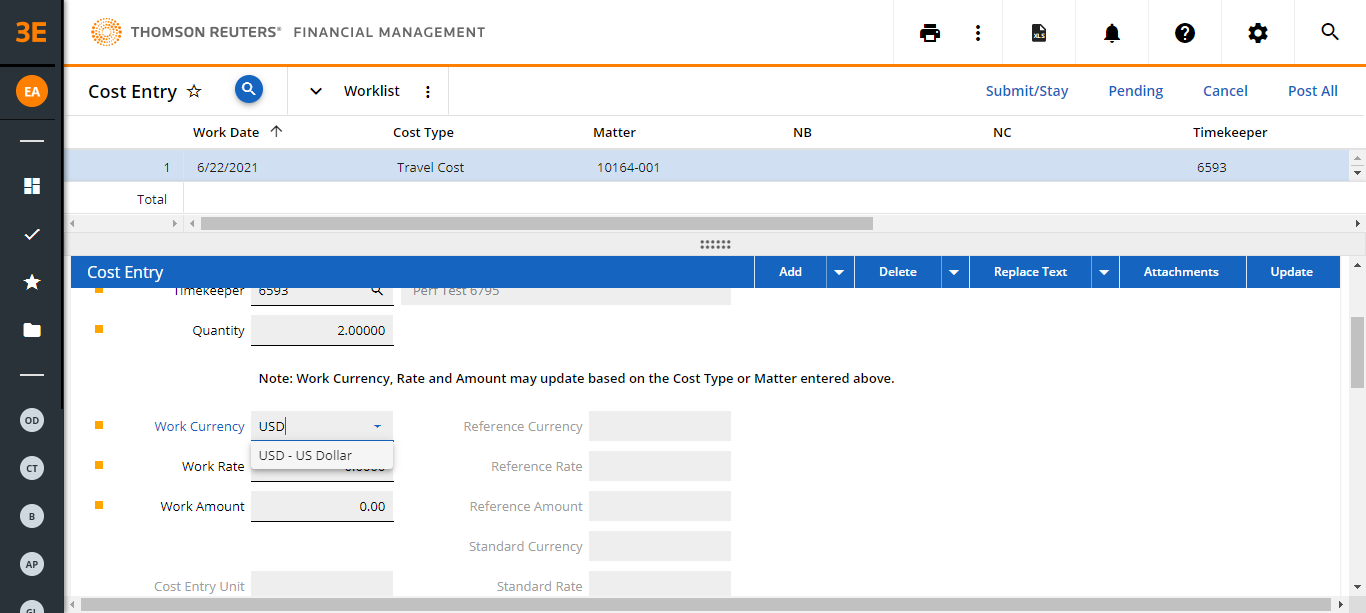 3E
THOMSON REUTERS® FINANCIAL MANAGEMENT
XLS
EA
Cost Entry
Worklist
Submit/Stay Pending Cancel Post All
Work Date Cost Type Matter NB NC Timekeeper
1 6/22/2021 Travel Cost 10164-001 6593
Total
Cost Entry Add Delete Replace Text Attachments Update
Timekeeper 6593 Perf Test 6795
Quantity 2.00000
Note: Work Currency, Rate and Amount may update based on the Cost Type or Matter entered above.
Work Currency USD Reference Currency
USD - US Dollar
Work Rate 0.0000 Reference Rate
Work Amount 0.00 Reference Amount
Standard Currency
Cost Entry Unit Standard Rate
OD
CT
B
AP
GL